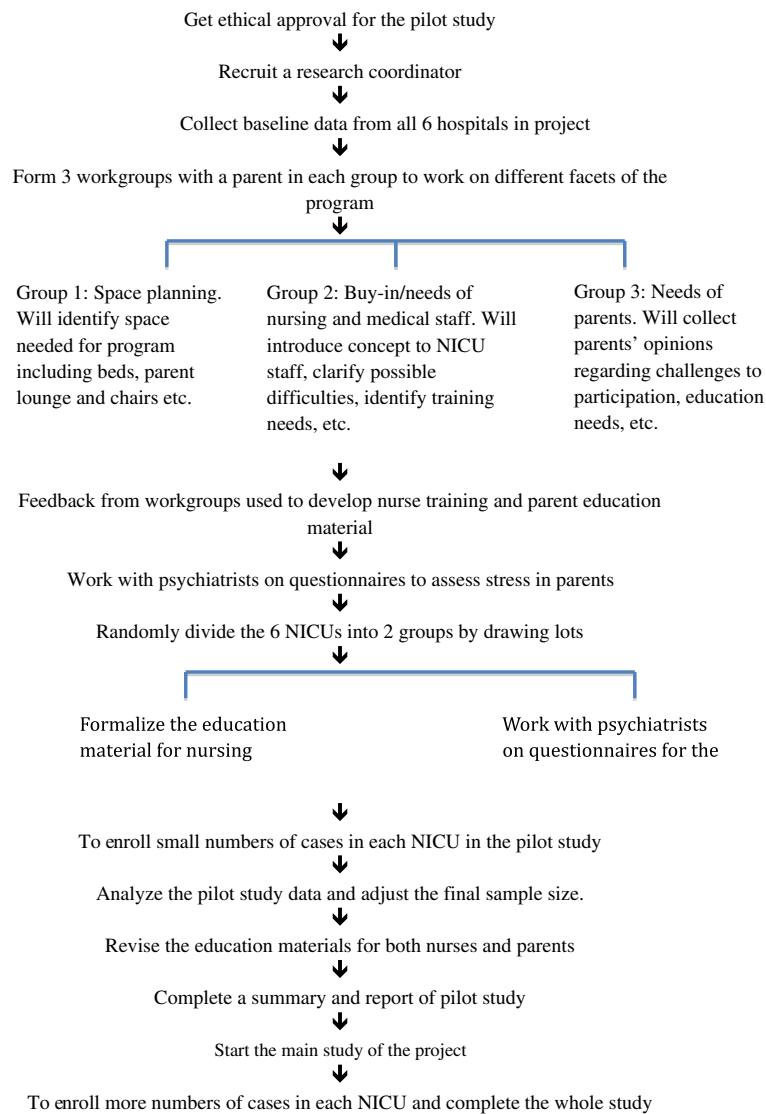 Get ethical approval for the pilot study
Recruit a research coordinator
Collect baseline data from all 6 hospitals in project
Form 3 workgroups with a parent in each group to work on different facets of the
program
Group 1: Space planning.
Will identify space
needed for program
including beds, parent
lounge and chairs etc.
Group 2: Buy-in/needs of
nursing and medical staff. Will
introduce concept to NICU
staff, clarify possible
difficulties, identify training
needs, etc.
Group 3: Needs of
parents. Will collect
parents’ opinions
regarding challenges to
participation, education
needs, etc.
Feedback from workgroups used to develop nurse training and parent education
material
Work with psychiatrists on questionnaires to assess stress in parents
Randomly divide the 6 NICUs into 2 groups by drawing lots
Formalize the education
material for nursing
Work with psychiatrists
on questionnaires for the
To enroll small numbers of cases in each NICU in the pilot study
Analyze the pilot study data and adjust the final sample size.
Revise the education materials for both nurses and parents
Complete a summary and report of pilot study
Start the main study of the project
To enroll more numbers of cases in each NICU and complete the whole study